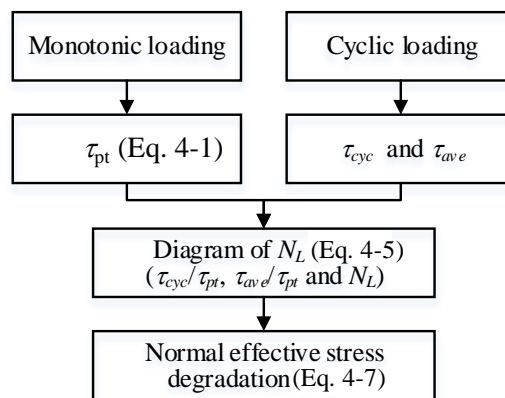 Monotonic loading
Cyclic loading
τpt (Eq. 4-1)
τcyc and τave
Diagram of NL (Eq. 4-5)
(τcyc/τpt, τave/τpt and NL)
Normal effective stress
degradation(Eq. 4-7)